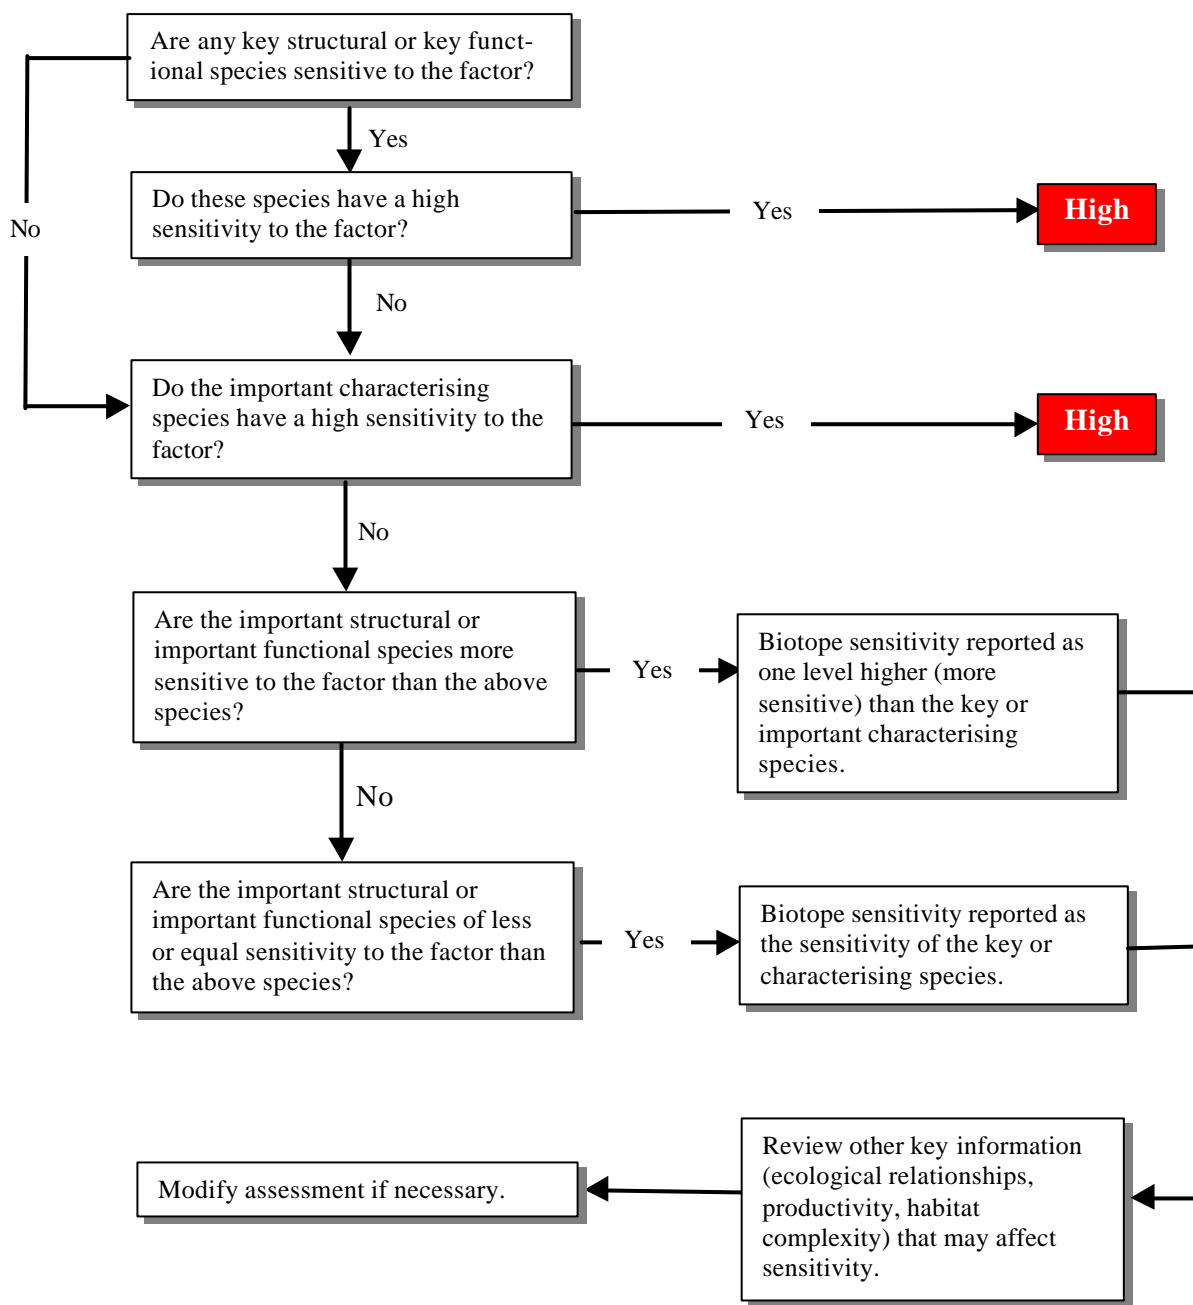 Are any key structural or key funct-
ional species sensitive to the factor?
Yes
Do these species have a high
sensitivity to the factor?
Yes
High
No
No
Do the important characterising
species have a high sensitivity to the
factor?
Yes
High
No
Are the important structural or
important functional species more
sensitive to the factor than the above
species?
Yes
Biotope sensitivity reported as
one level higher (more
sensitive) than the key or
important characterising
species.
No
Are the important structural or
important functional species of less
or equal sensitivity to the factor than
the above species?
Yes
Biotope sensitivity reported as
the sensitivity of the key or
characterising species.
Review other key information
(ecological relationships,
productivity, habitat
complexity) that may affect
sensitivity.
Modify assessment if necessary.